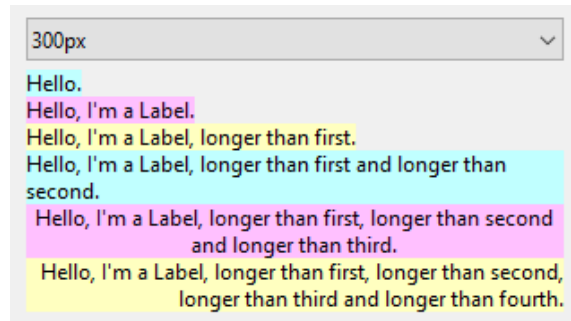 300px
Hello.
Hello, I'm a Label.
Hello, I'm a Label, longer than first.
Hello, I'm a Label, longer than first and longer than
second.
Hello, I'm a Label, longer than first, longer than second
and longer than third.
Hello, I'm a Label, longer than first, longer than second,
longer than third and longer than fourth.